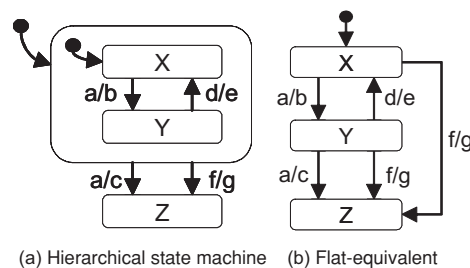 X
a/b d/e
Y
a/c f/g
Z
(a) Hierarchical state machine
X
a/b d/e
f/g
Y
a/c f/g
Z
(b) Flat-equivalent